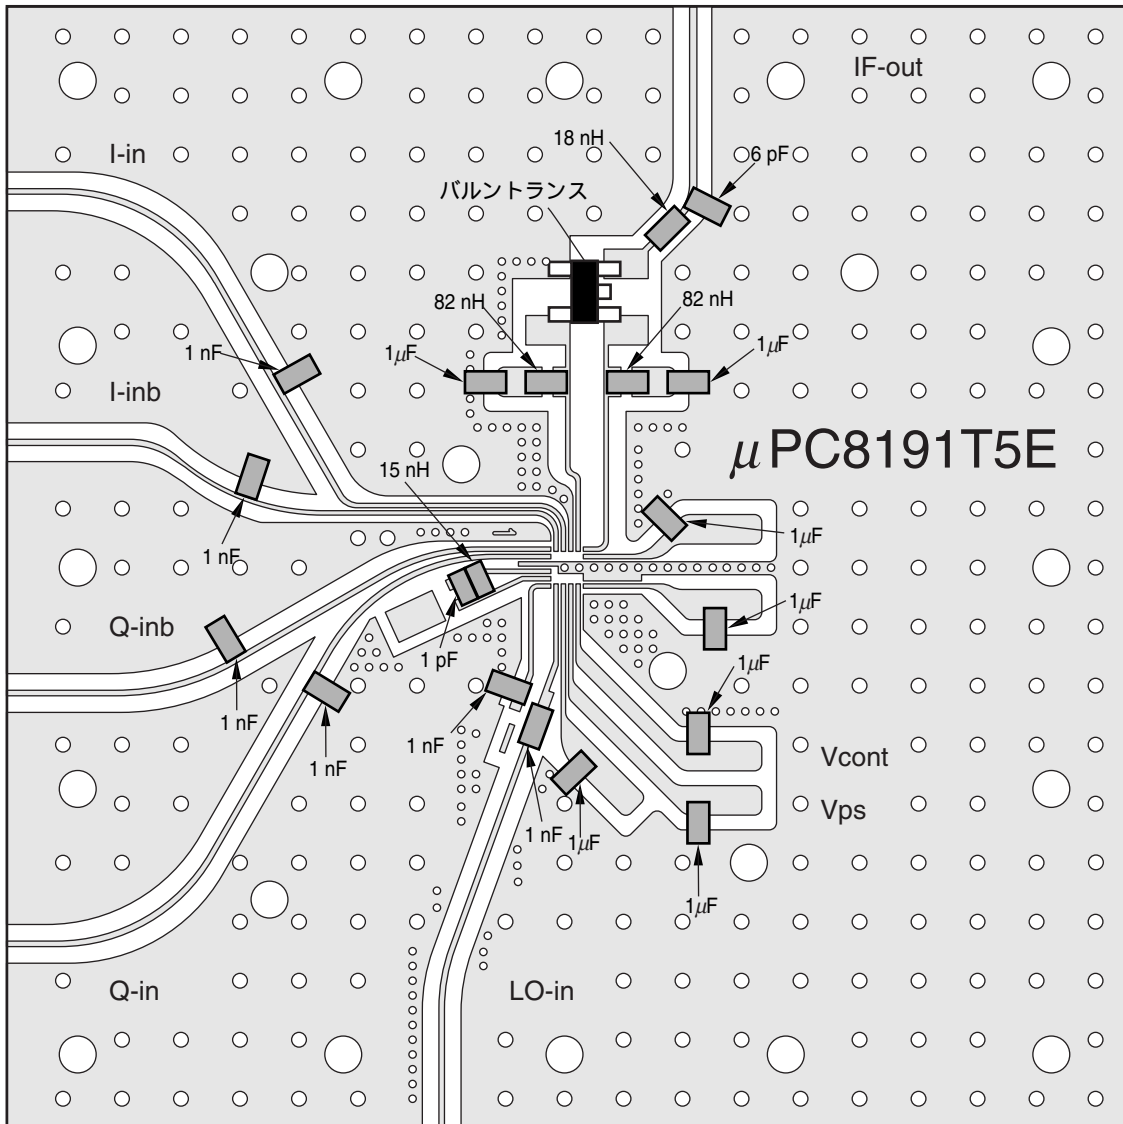 IF-out
18 nH
I-in
6 pF
バルントランス
82 nH
82 nH
1 nF
1μF
1μF
I-inb
μPC8191T5E
15 nH
1μF
1 nF
1μF
Q-inb
1 pF
1μF
1 nF
1 nF
Vcont
1 nF
Vps
1 nF
1μF
1μF
Q-in
LO-in